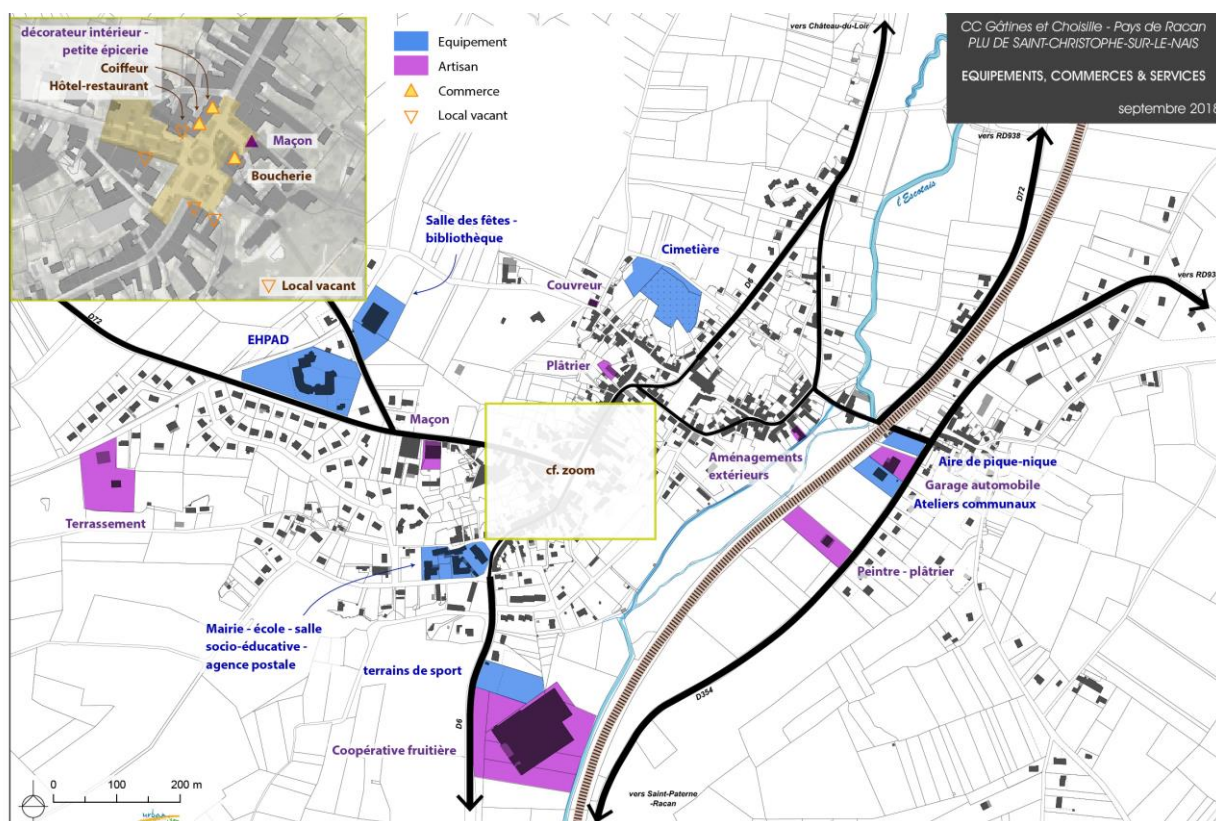 CC Gâtines et Choisille - Pays de Racan
PLU DE SAINT-CHRISTOPHE-SUR-LE-NAIS
EQUIPEMENTS, COMMERCES & SERVICES
septembre 2018
décorateur intérieur -
petite épicerie
Coiffeur
Hôtel-restaurant
Maçon
Boucherie
Local vacant
Equipement
Artisan
Commerce
Local vacant
vers Château-du-Loir
vers RD938
D72
l'Escotais
vers RD93
Salle des fêtes -
bibliothèque
Cimetière
Couvreur
D6
D72
EHPAD
Plâtrier
Maçon
cf. zoom
Aménagements
extérieurs
Aire de pique-nique
Garage automobile
Ateliers communaux
Terrassement
Peintre - plâtrier
Mairie - école - salle
socio-éducative -
agence postale
terrains de sport
D354
D6
Coopérative fruitière
vers Saint-Paterne
-Racan
0 100 200 m